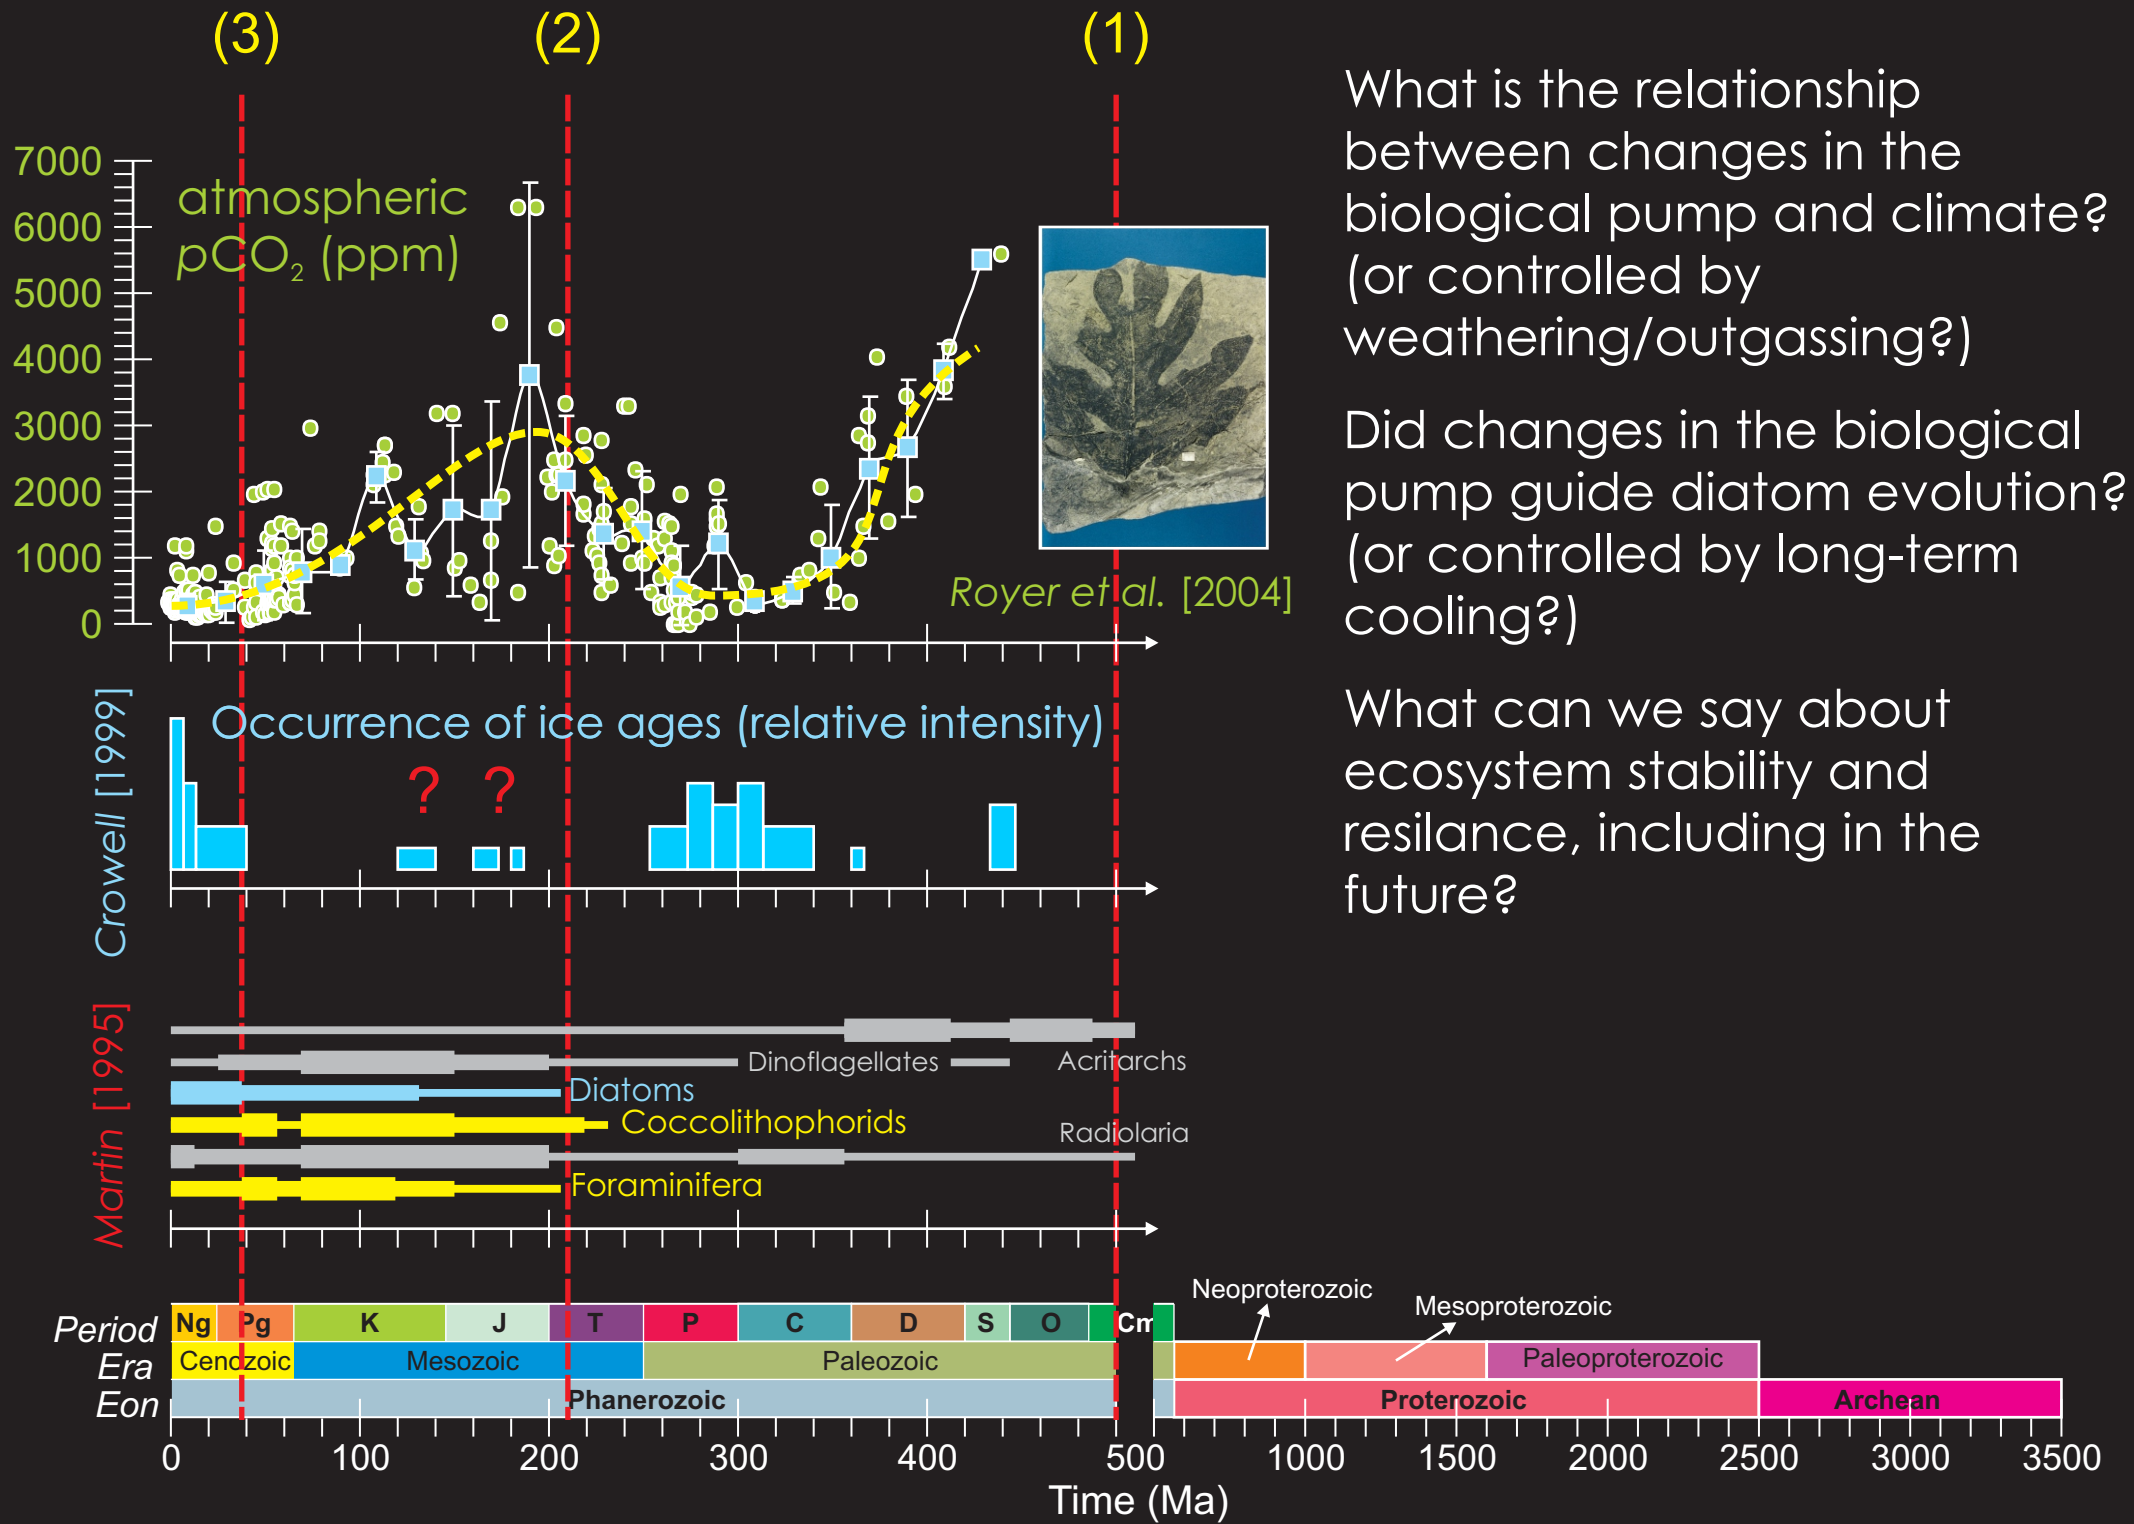 (3)
(2)
(1)
7000
6000
5000
4000
3000
2000
1000
0
atmospheric
pCO₂ (ppm)
Royer et al. [2004]
What is the relationship
between changes in the
biological pump and climate?
(or controlled by
weathering/outgassing?)
Did changes in the biological
pump guide diatom evolution?
(or controlled by long-term
cooling?)
What can we say about
ecosystem stability and
resilance, including in the
future?
Crowell [1999]
Occurrence of ice ages (relative intensity)
? ?
Martin [1995]
Dinoflagellates
Acritarchs
Diatoms
Coccolithophorids
Radiolaria
Foraminifera
Neoproterozoic
Mesoproterozoic
Period Ng Pg K J T P C D S O Cm
Era Cenozoic Mesozoic Paleozoic Paleoproterozoic
Eon Phanerozoic Proterozoic Archean
0 100 200 300 400 500 1000 1500 2000 2500 3000 3500
Time (Ma)